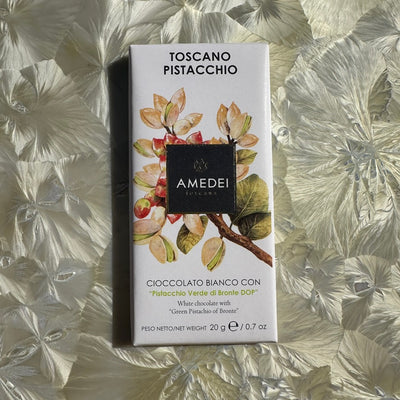 TOSCANO
PISTACCHIO
AMEDEI
TUSCANY
CIOCCOLATO BIANCO CON
"Pistacchio Verde di Bronte DOP"
White chocolate with
"Green Pistachio of Bronte"
PESO NETTO/NET WEIGHT 20 g ℮ / 0.7 oz